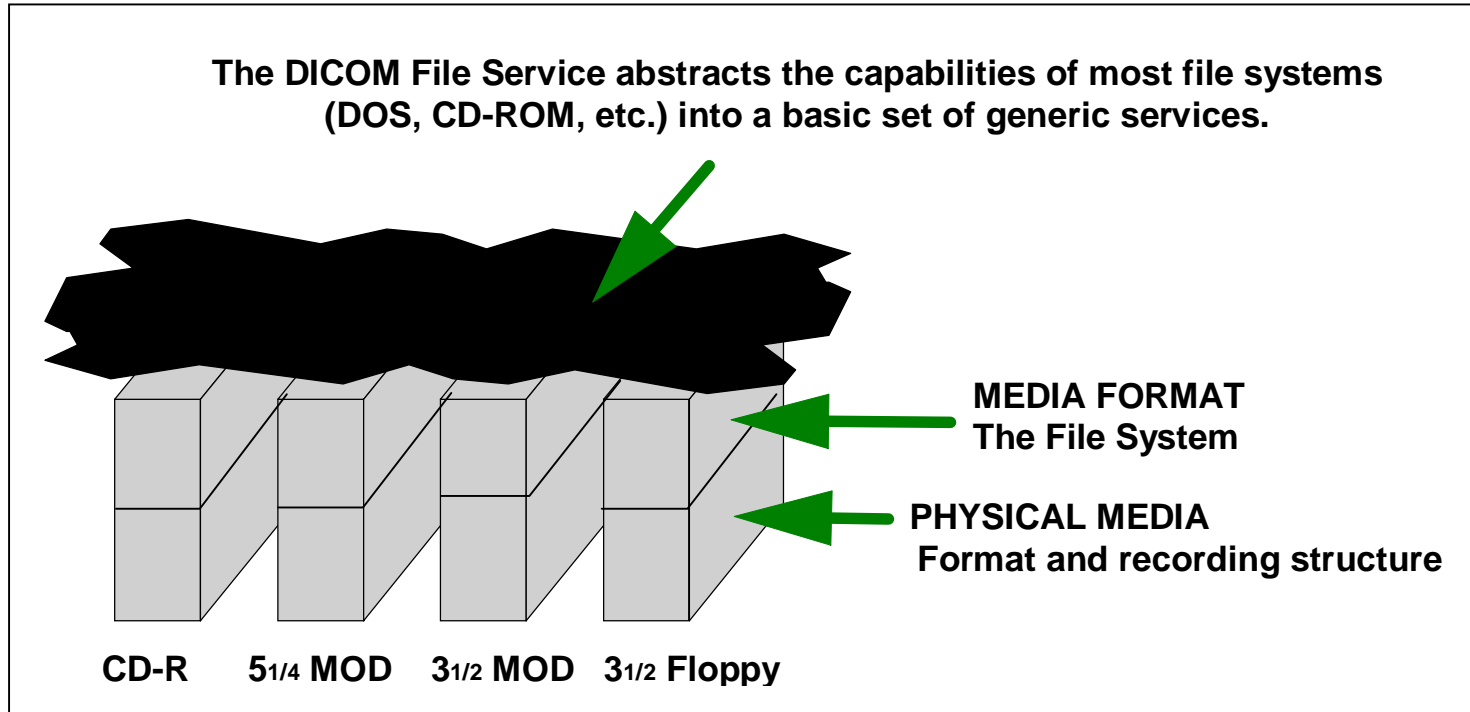 The DICOM File Service abstracts the capabilities of most file systems
(DOS, CD-ROM, etc.) into a basic set of generic services.
MEDIA FORMAT
The File System
PHYSICAL MEDIA
Format and recording structure
CD-R 51/4 MOD 31/2 MOD 31/2 Floppy